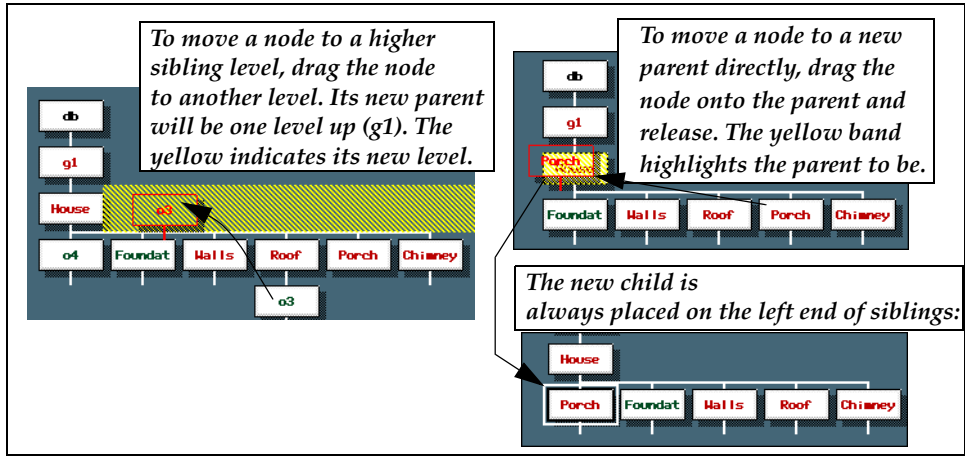 To move a node to a higher
sibling level, drag the node
to another level. Its new parent
will be one level up (g1). The
yellow indicates its new level.
db
g1
House
o3
o4 Foundat Walls Roof Porch Chimney
o3
To move a node to a new
parent directly, drag the
node onto the parent and
release. The yellow band
highlights the parent to be.
db
g1
Porch
Foundat Walls Roof Porch Chimney
The new child is
always placed on the left end of siblings:
House
Porch Foundat Walls Roof Chimney